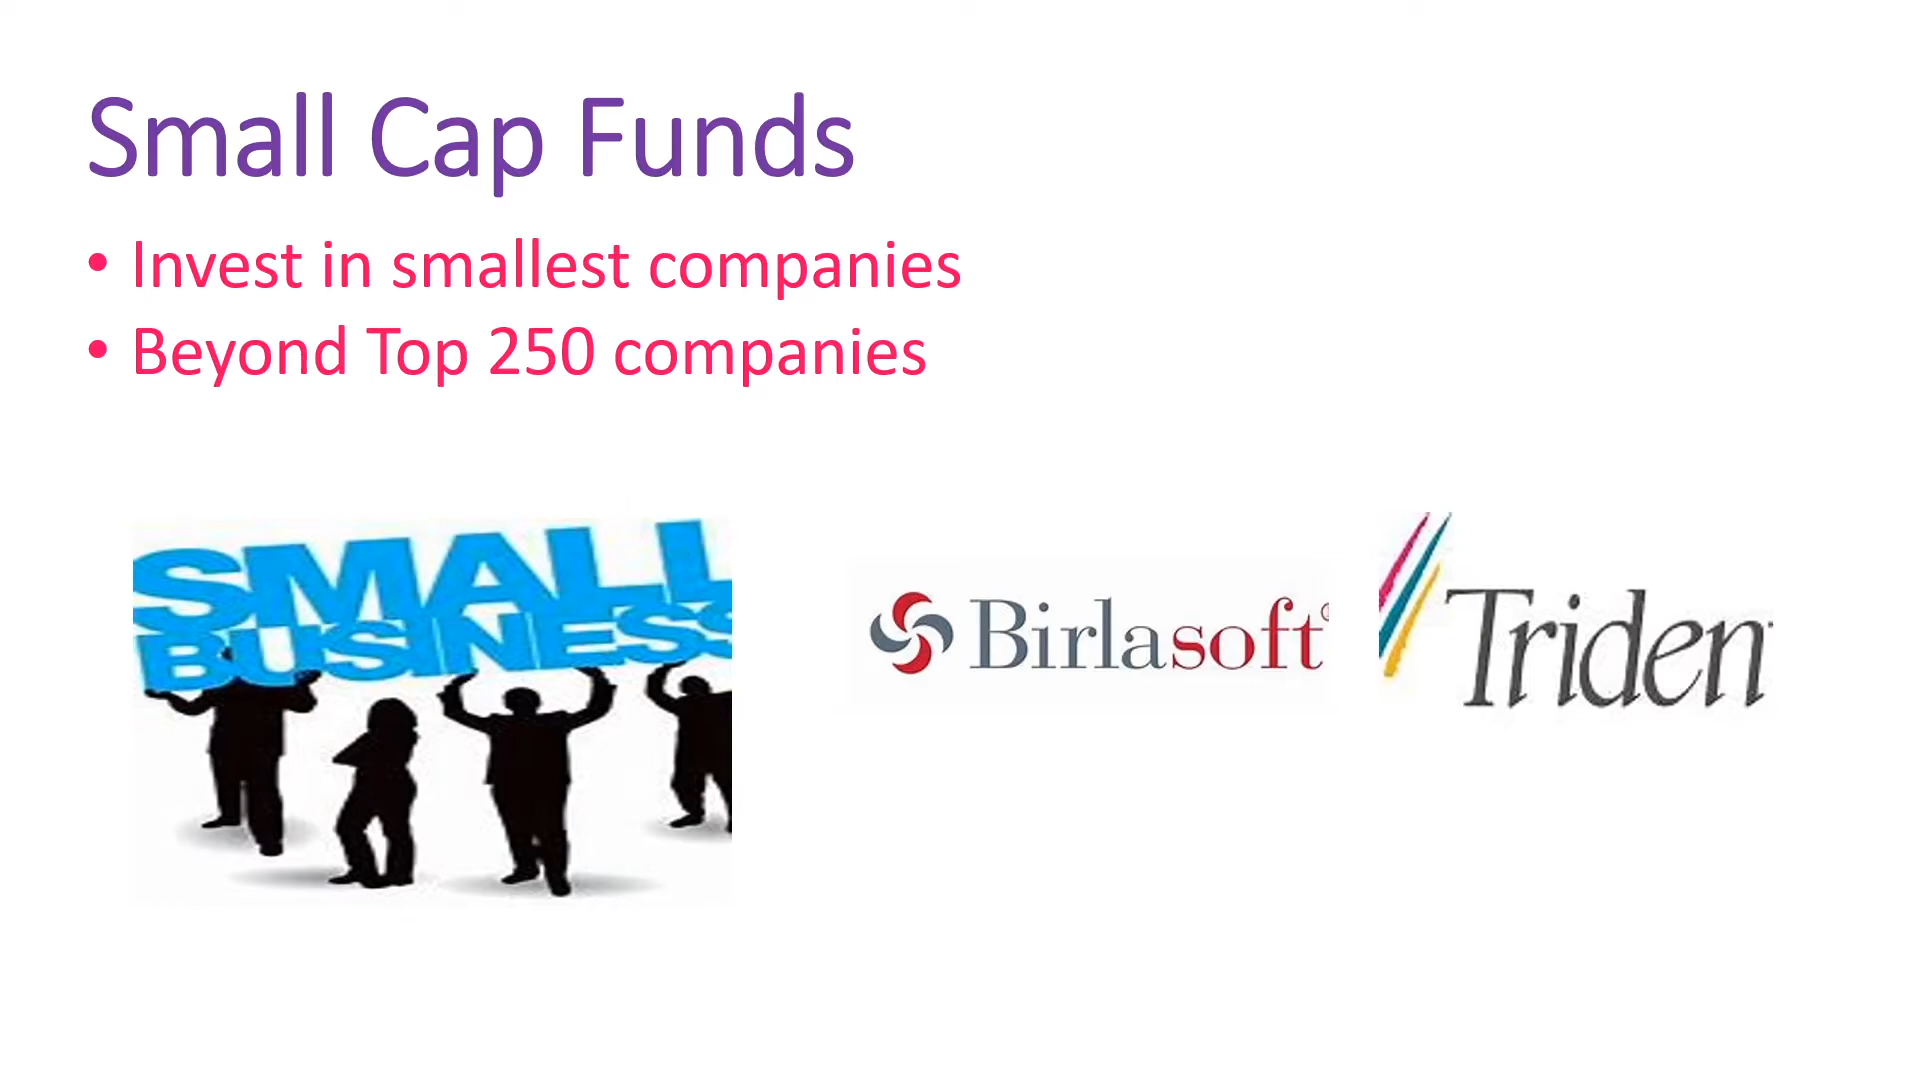 Small Cap Funds
• Invest in smallest companies
• Beyond Top 250 companies
SMALL
BUSINESS
Birlasoft
Triden